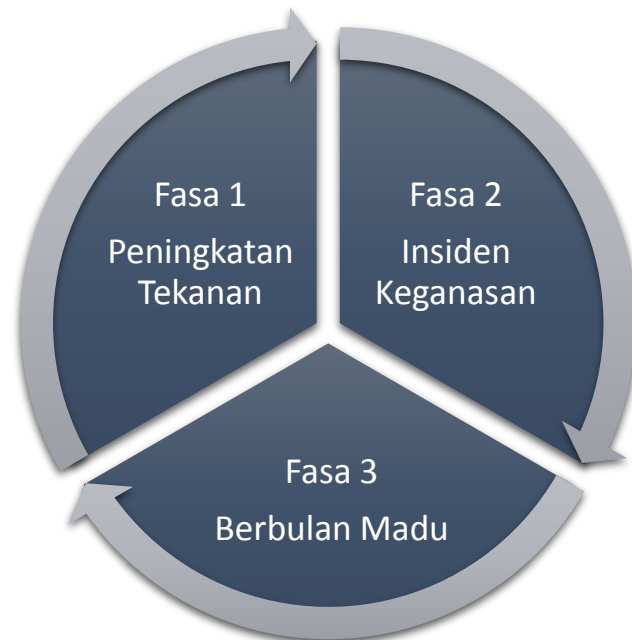 Fasa 1
Peningkatan
Tekanan
Fasa 2
Insiden
Keganasan
Fasa 3
Berbulan Madu